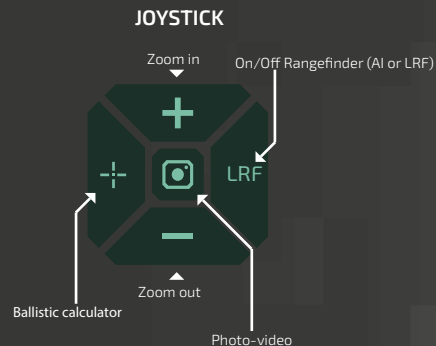 JOYSTICK
Zoom in
On/Off Rangefinder (AI or LRF)
LRF
Zoom out
Ballistic calculator
Photo-video